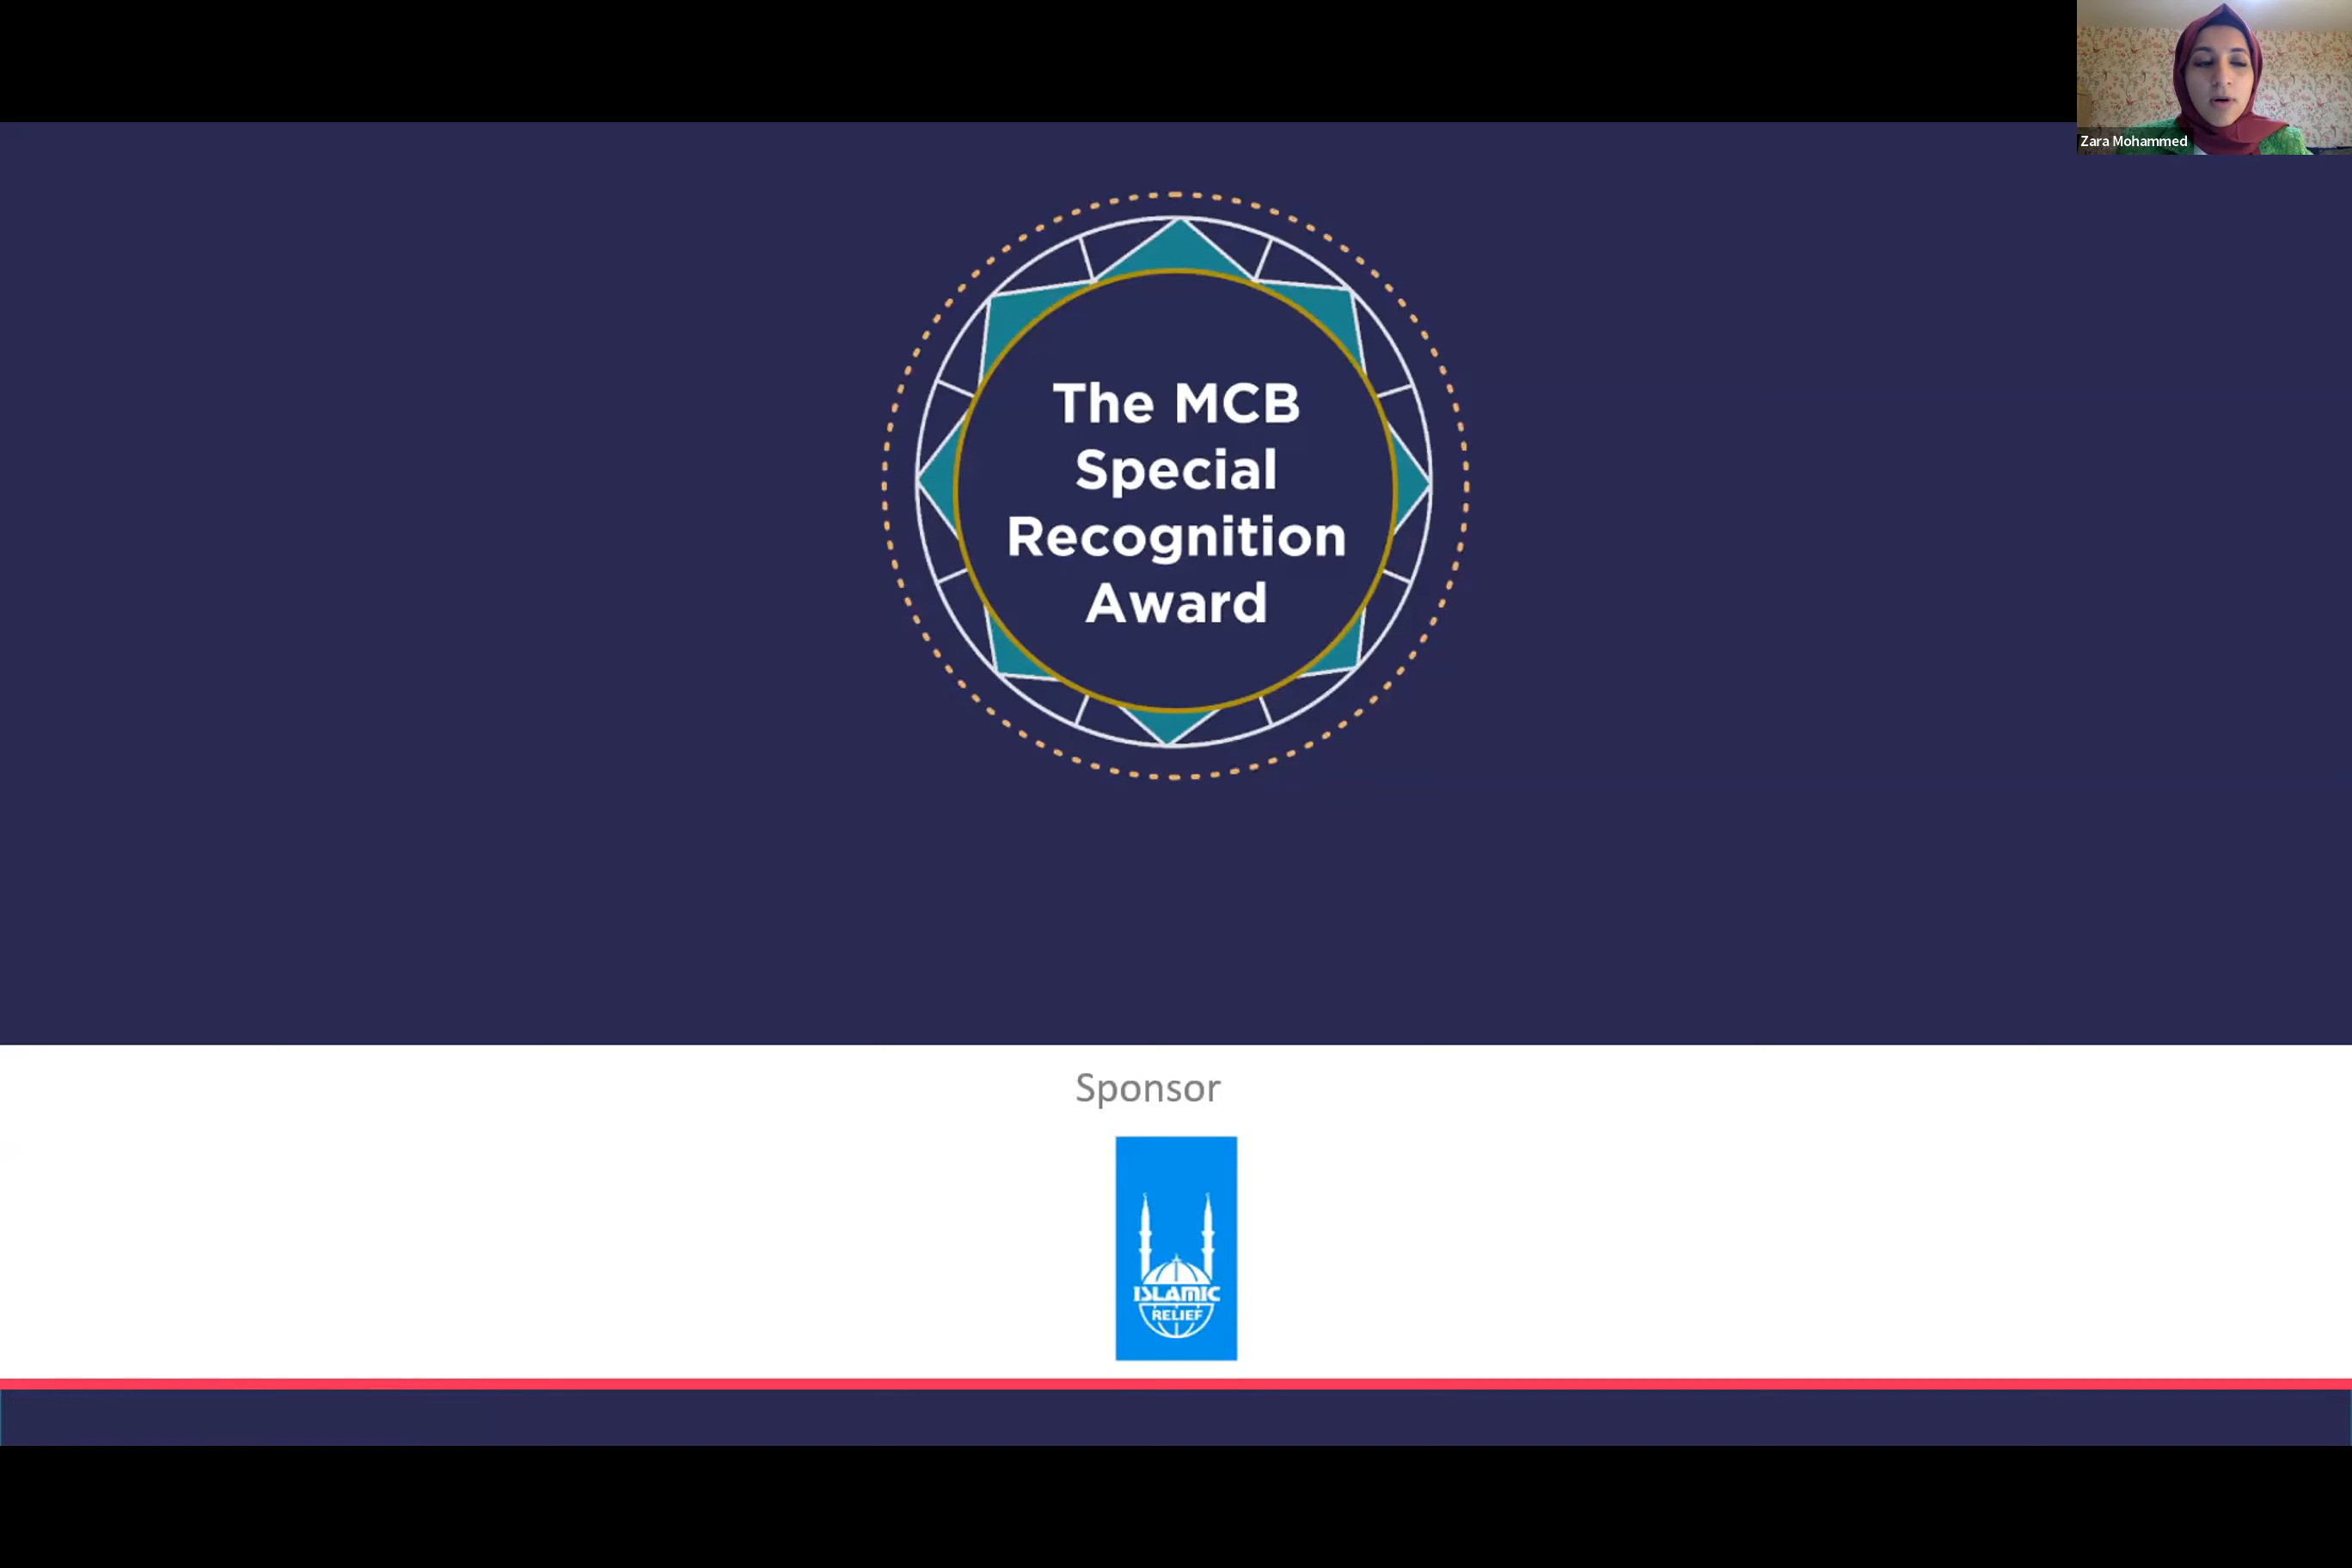 Zara Mohammed
The MCB
Special
Recognition
Award
Sponsor
ISLAMIC
RELIEF